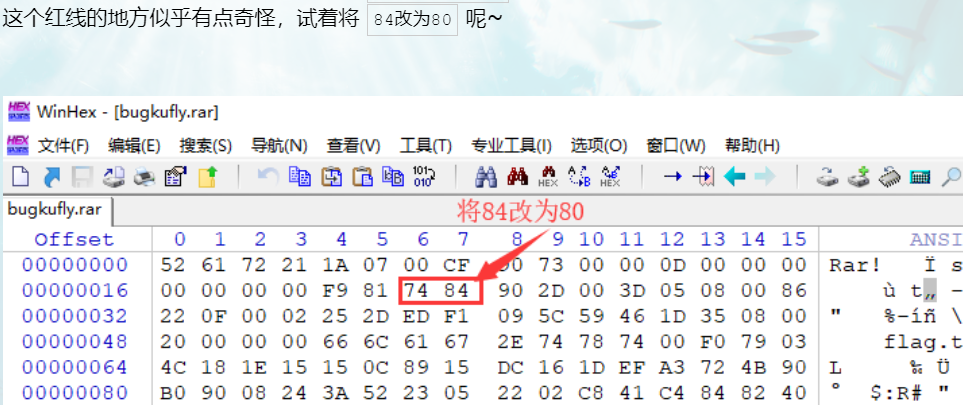 这个红线的地方似乎有点奇怪，试着将 84改为80 呢~
WinHex - [bugkufly.rar]
文件(F) 编辑(E) 搜索(S) 导航(N) 查看(V) 工具(T) 专业工具(I) 选项(O) 窗口(W) 帮助(H)
bugkufly.rar
将84改为80
Offset 0 1 2 3 4 5 6 7 8 9 10 11 12 13 14 15 ANSI
00000000 52 61 72 21 1A 07 00 CF 90 73 00 00 0D 00 00 00 Rar! Ï s
00000016 00 00 00 00 F9 81 74 84 90 2D 00 3D 05 08 00 86 ù t„ -
00000032 22 0F 00 02 25 2D ED F1 09 5C 59 46 1D 35 08 00 " %-íñ \
00000048 20 00 00 00 66 6C 61 67 2E 74 78 74 00 F0 79 03 flag.t
00000064 4C 18 1E 15 15 0C 89 15 DC 16 1D EF A3 72 4B 90 L ‰ Ü
00000080 B0 90 08 24 3A 52 23 05 22 02 C8 41 C4 84 82 40 ° $:R# "